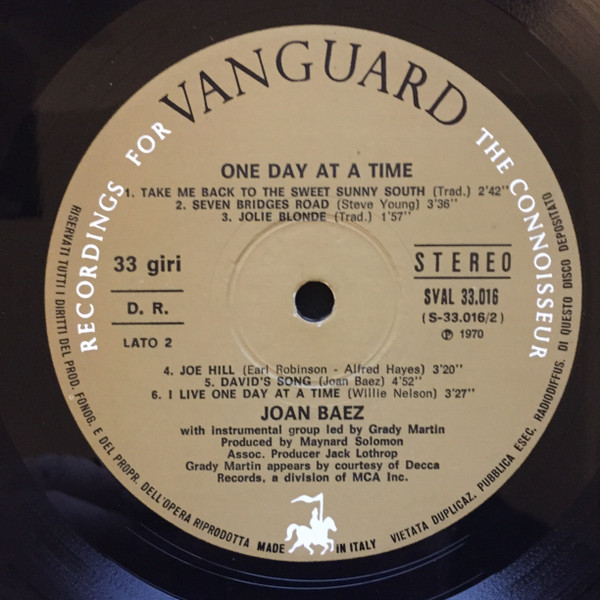 VANGUARD
RECORDINGS FOR THE CONNOISSEUR
ONE DAY AT A TIME
1. TAKE ME BACK TO THE SWEET SUNNY SOUTH (Trad.) 2'42"
2. SEVEN BRIDGES ROAD (Steve Young) 3'36"
3. JOLIE BLONDE (Trad.) 1'57"
33 giri
D. R.
LATO 2
STEREO
SVAL 33.016
(S-33.016/2)
℗ 1970
4. JOE HILL (Earl Robinson - Alfred Hayes) 3'20"
5. DAVID'S SONG (Joan Baez) 4'52"
6. I LIVE ONE DAY AT A TIME (Willie Nelson) 3'27"
JOAN BAEZ
with instrumental group led by Grady Martin
Produced by Maynard Solomon
Assoc. Producer Jack Lothrop
Grady Martin appears by courtesy of Decca
Records, a division of MCA Inc.
RISERVATI TUTTI I DIRITTI DEL PROD. FONOG. E DEL PROPR. DELL'OPERA RIPRODOTTA
MADE IN ITALY
VIETATA DUPLICAZ. PUBBLICA ESEC. RADIODIFFUS. DI QUESTO DISCO DEPOSITATO